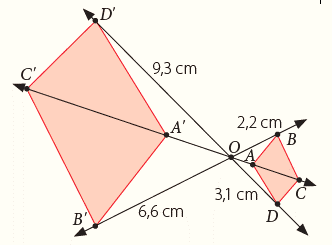 D'
9,3 cm
C'
2,2 cm
A'
O
B
A
C
3,1 cm
D
6,6 cm
B'